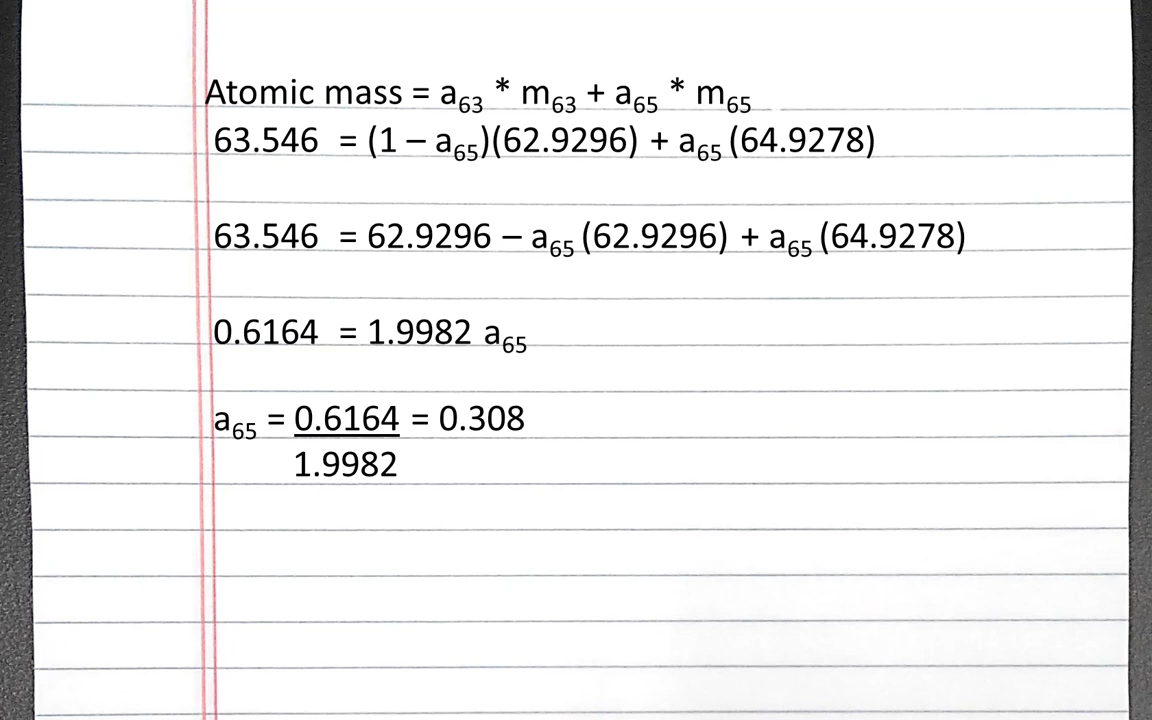 Atomic mass = a₆₃ * m₆₃ + a₆₅ * m₆₅
63.546 = (1 – a₆₅)(62.9296) + a₆₅ (64.9278)
63.546 = 62.9296 – a₆₅ (62.9296) + a₆₅ (64.9278)
0.6164 = 1.9982 a₆₅
a₆₅ = 0.6164 = 0.308
1.9982